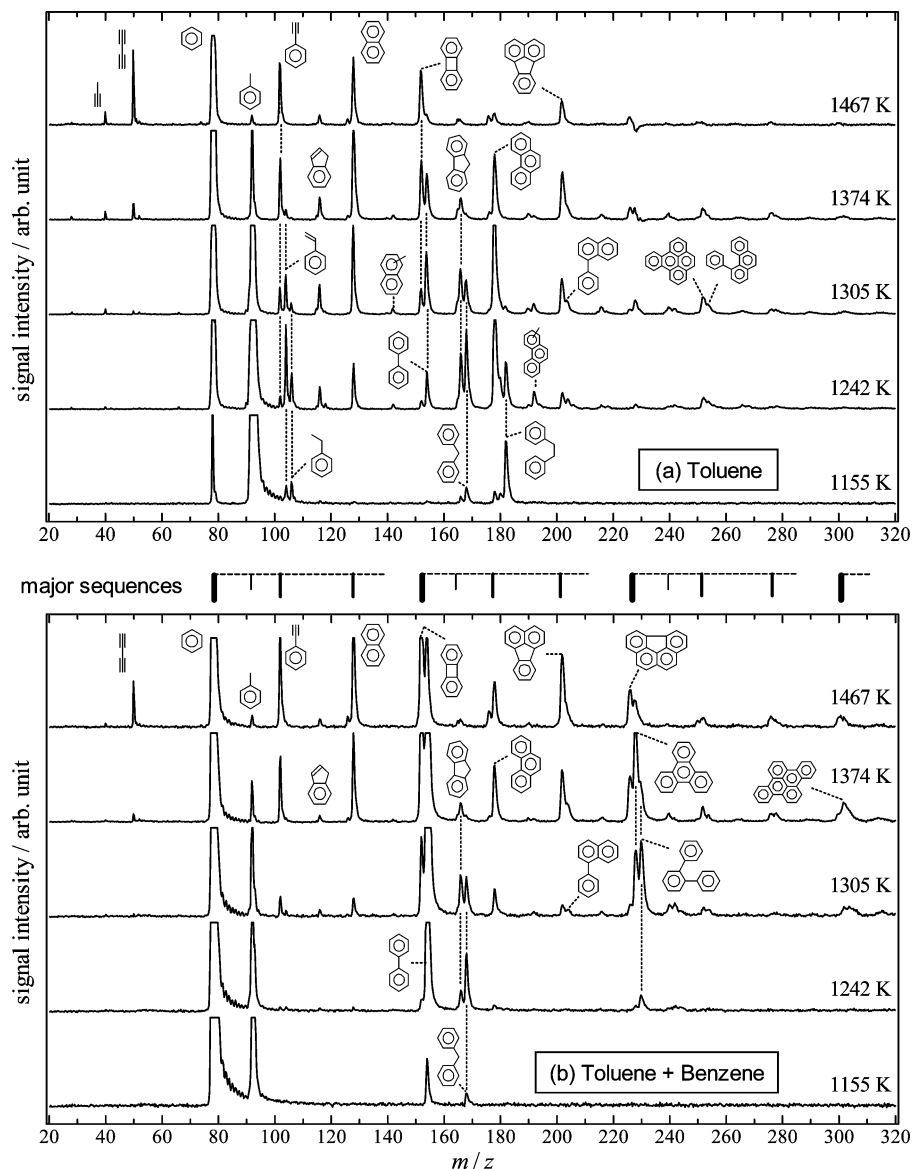 signal intensity / arb. unit
1467 K
1374 K
1305 K
1242 K
1155 K
(a) Toluene
20 40 60 80 100 120 140 160 180 200 220 240 260 280 300 320
major sequences
signal intensity / arb. unit
1467 K
1374 K
1305 K
1242 K
1155 K
(b) Toluene + Benzene
20 40 60 80 100 120 140 160 180 200 220 240 260 280 300 320
m / z